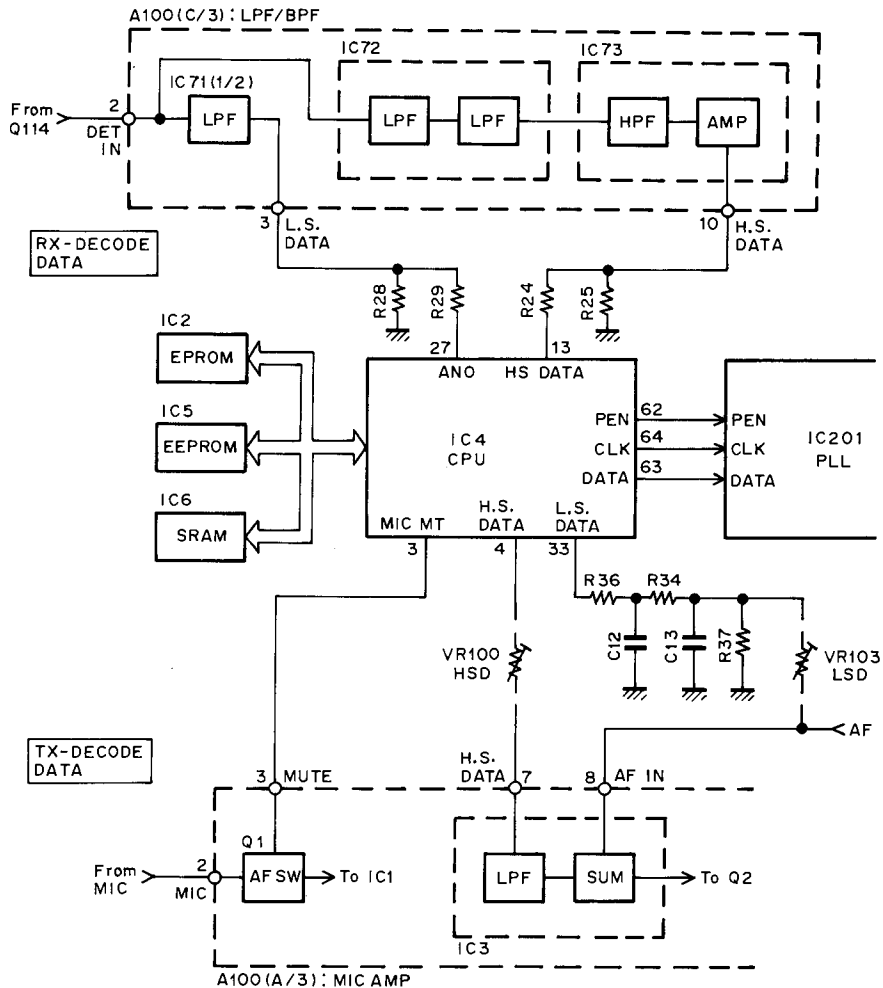 A100(C/3): LPF/BPF
IC72
IC73
IC71(1/2)
From
Q114
2
DET
IN
LPF
LPF
LPF
HPF
AMP
3
L.S.
DATA
10
H.S.
DATA
RX-DECODE
DATA
R28
R29
R24
R25
IC2
EPROM
27
13
ANO
HS DATA
IC5
EEPROM
IC4
CPU
PEN
62
PEN
CLK
64
CLK
DATA
63
DATA
IC201
PLL
IC6
SRAM
MIC MT
H.S.
DATA
L.S.
DATA
3
4
33
R36
R34
C12
C13
R37
VR100
HSD
VR103
LSD
AF
TX-DECODE
DATA
3
MUTE
H.S.
DATA
7
8
AF IN
Q1
From
MIC
2
MIC
AF SW
To IC1
LPF
SUM
To Q2
IC3
A100(A/3): MIC AMP